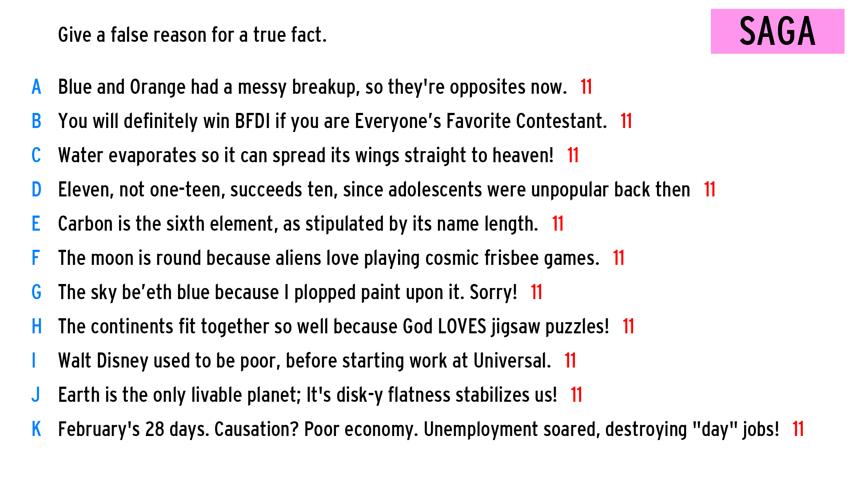 Give a false reason for a true fact.
SAGA
A Blue and Orange had a messy breakup, so they're opposites now. 11
B You will definitely win BFDI if you are Everyone’s Favorite Contestant. 11
C Water evaporates so it can spread its wings straight to heaven! 11
D Eleven, not one-teen, succeeds ten, since adolescents were unpopular back then 11
E Carbon is the sixth element, as stipulated by its name length. 11
F The moon is round because aliens love playing cosmic frisbee games. 11
G The sky be’eth blue because I plopped paint upon it. Sorry! 11
H The continents fit together so well because God LOVES jigsaw puzzles! 11
I Walt Disney used to be poor, before starting work at Universal. 11
J Earth is the only livable planet; It's disk-y flatness stabilizes us! 11
K February's 28 days. Causation? Poor economy. Unemployment soared, destroying "day" jobs! 11